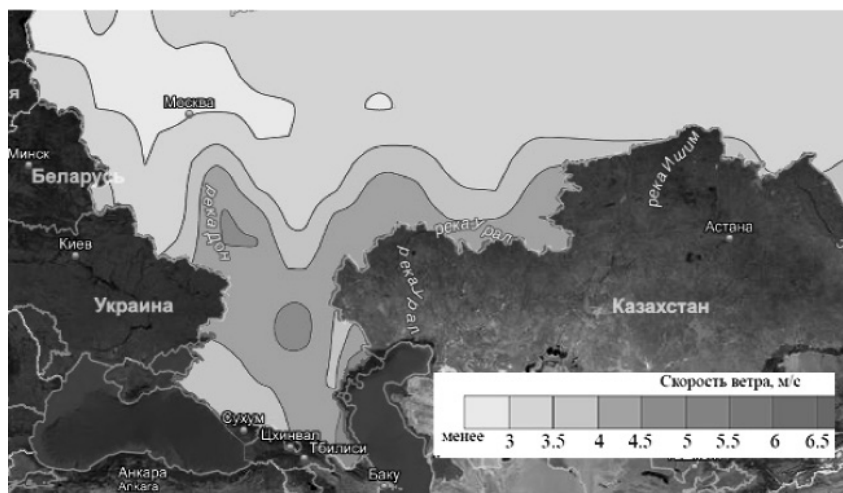 Москва
Минск
Беларусь
река Дон
река Ишим
Киев
река Урал
Астана
Украина
река Урал
Казахстан
Скорость ветра, м/с
менее 3 3.5 4 4.5 5 5.5 6 6.5
Сухум
Цхинвал
Тбилиси
Анкара
Ankara
Баку